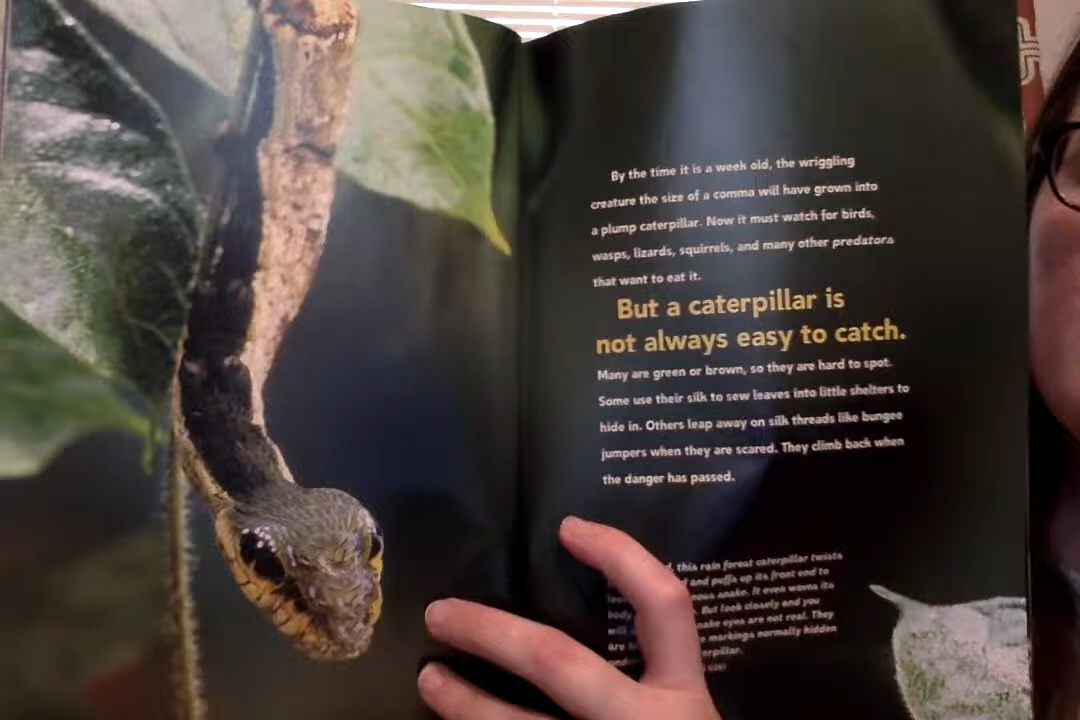 By the time it is a week old, the wriggling
creature the size of a comma will have grown into
a plump caterpillar. Now it must watch for birds,
wasps, lizards, squirrels, and many other predators
that want to eat it.
But a caterpillar is
not always easy to catch.
Many are green or brown, so they are hard to spot.
Some use their silk to sew leaves into little shelters to
hide in. Others leap away on silk threads like bungee
jumpers when they are scared. They climb back when
the danger has passed.
this rain forest caterpillar twists
and puffs up its front end to
snake. It even waves its
body But look closely and you
will eyes are not real. They
are markings normally hidden